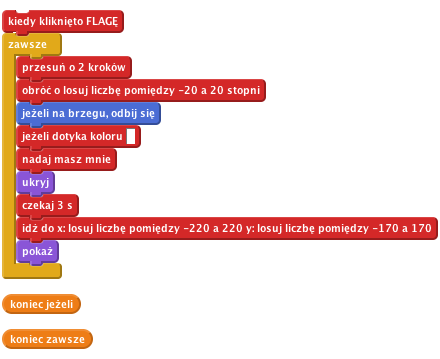 kiedy kliknięto FLAGĘ
zawsze
przesuń o 2 kroków
obróć o losuj liczbę pomiędzy -20 a 20 stopni
jeżeli na brzegu, odbij się
jeżeli dotyka koloru
nadaj masz mnie
ukryj
czekaj 3 s
idź do x: losuj liczbę pomiędzy -220 a 220 y: losuj liczbę pomiędzy -170 a 170
pokaż
koniec jeżeli
koniec zawsze